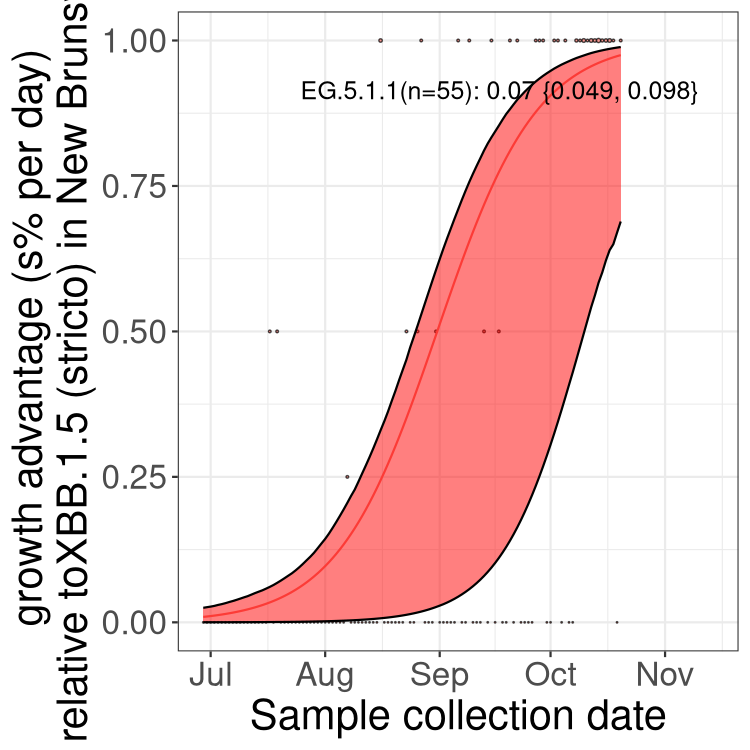 growth advantage (s% per day)
relative toXBB.1.5 (stricto) in New
1.00
0.75
0.50
0.25
0.00
EG.5.1.1(n=55): 0.07 {0.049, 0.098}
Jul Aug Sep Oct Nov
Sample collection date